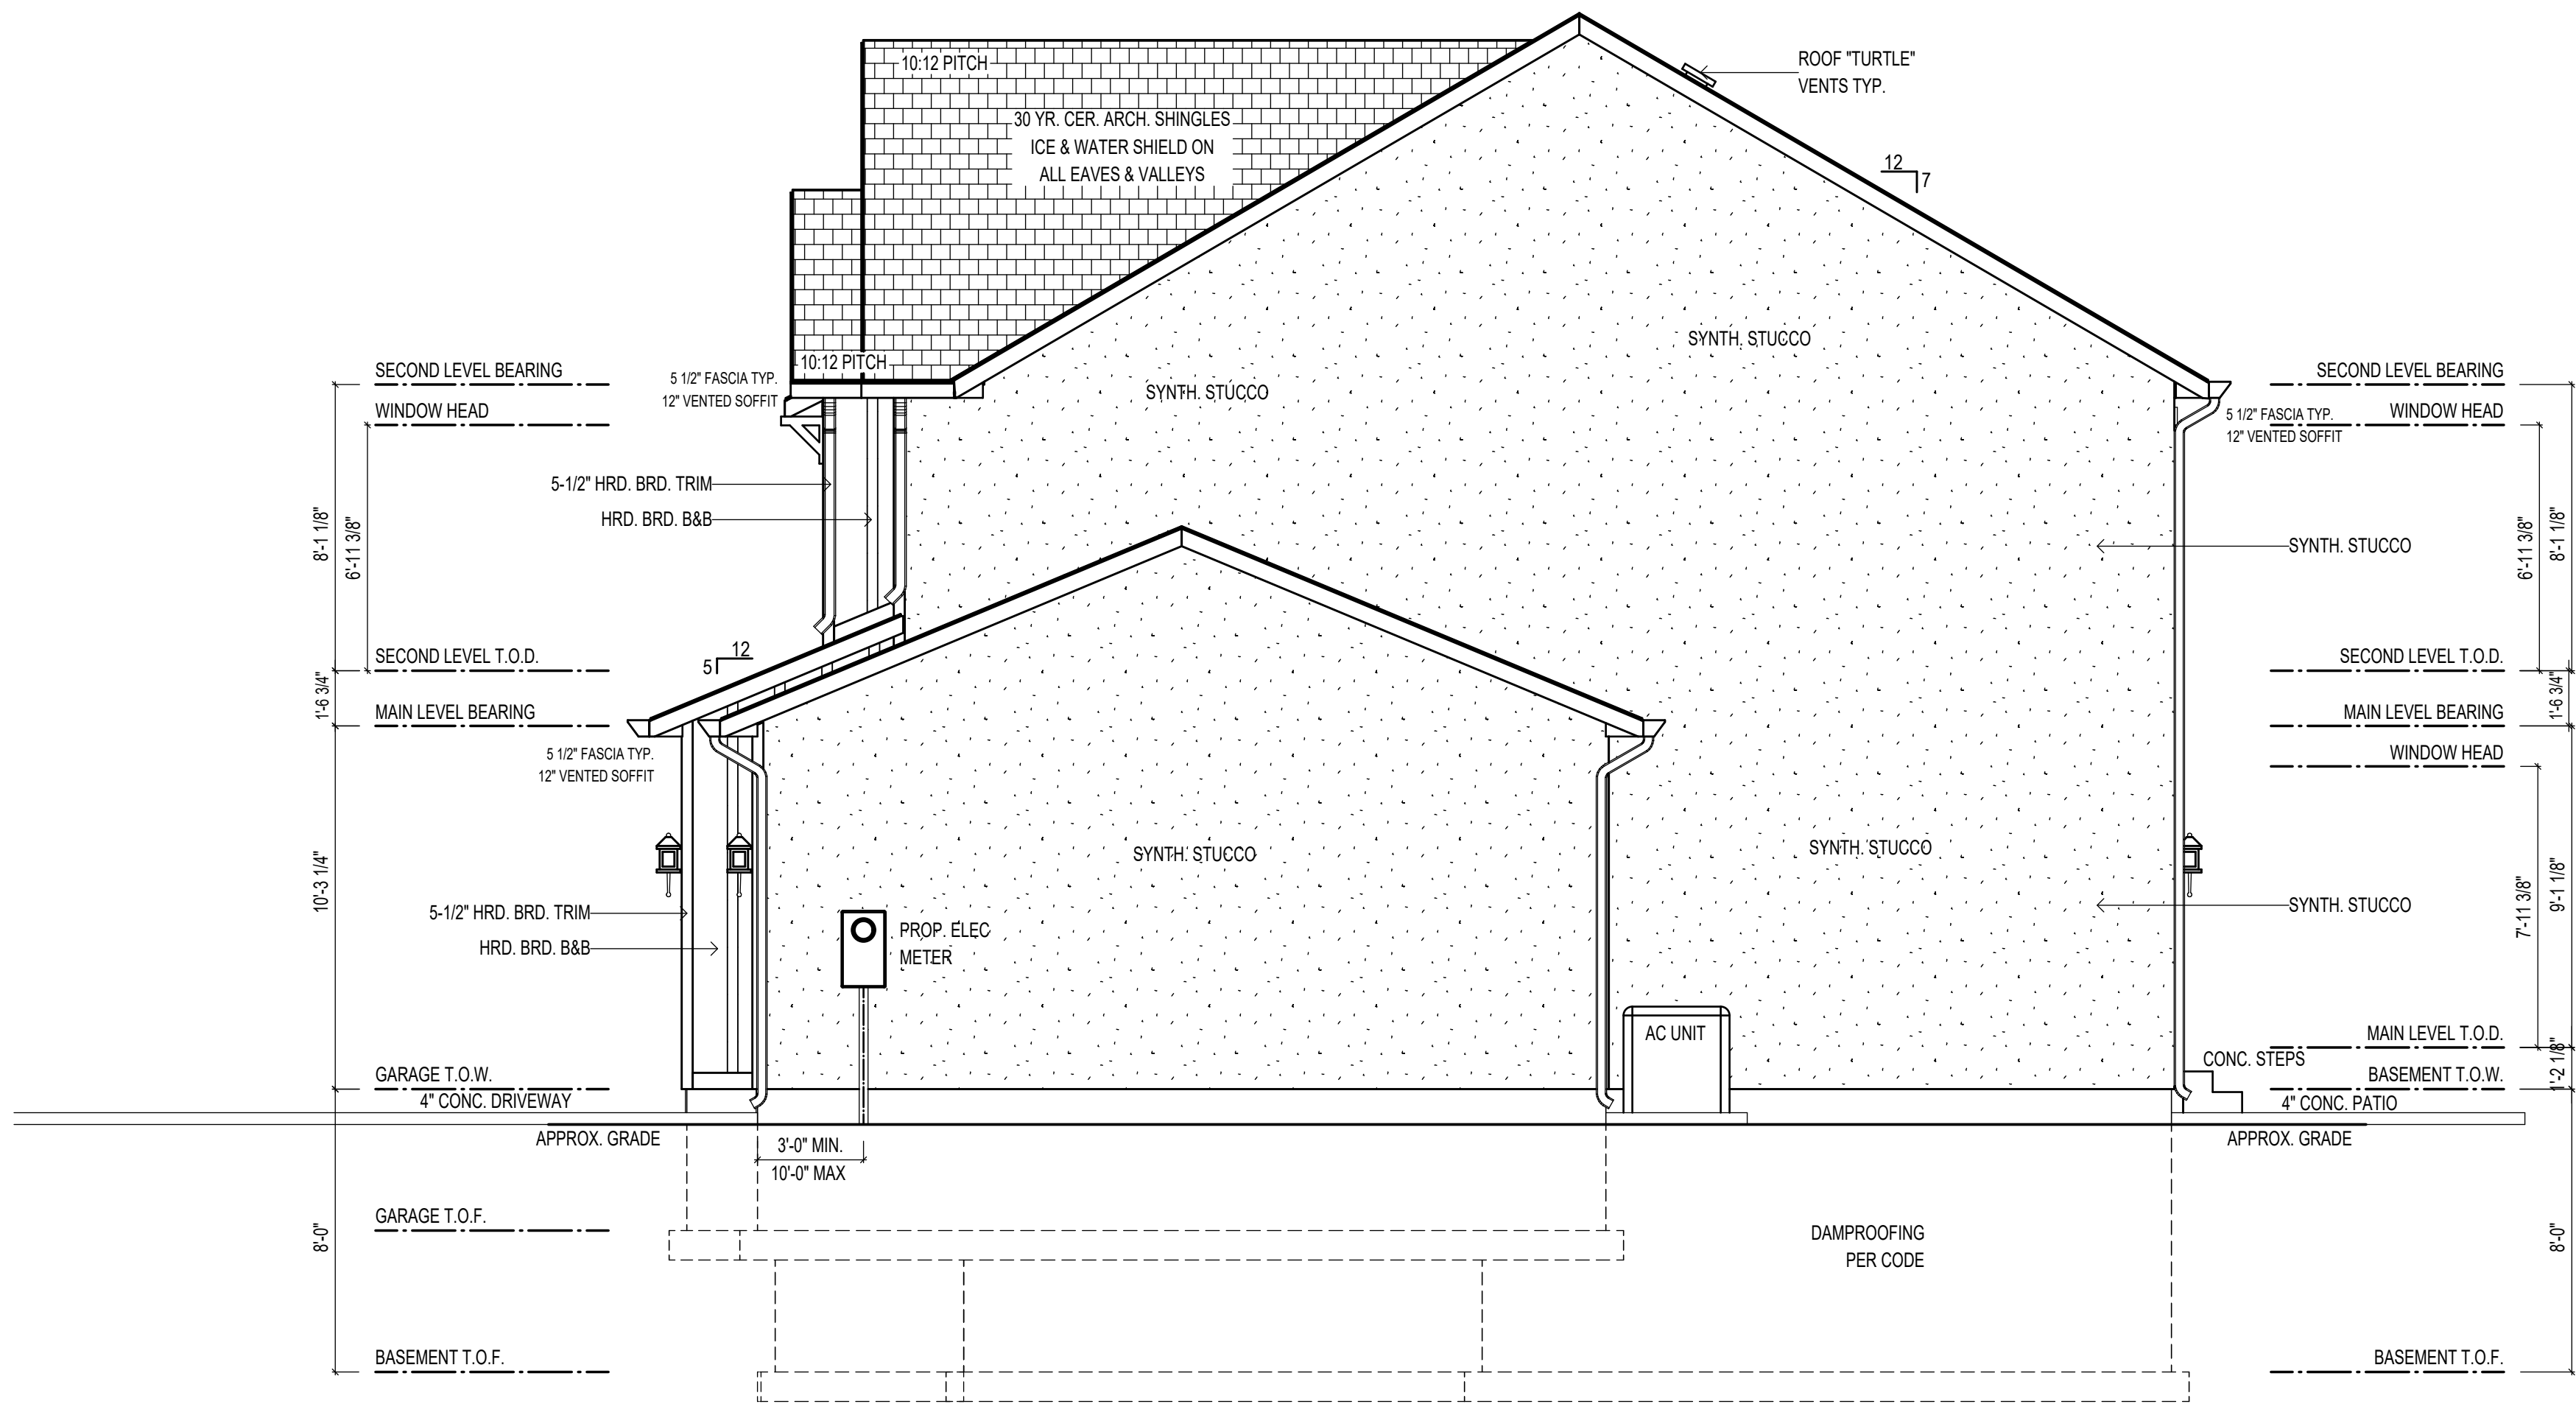 10:12 PITCH
30 YR. CER. ARCH. SHINGLES
ICE & WATER SHIELD ON
ALL EAVES & VALLEYS
ROOF "TURTLE"
VENTS TYP.
12
7
10:12 PITCH
SYNTH. STUCCO
SYNTH. STUCCO
SECOND LEVEL BEARING
WINDOW HEAD
5 1/2" FASCIA TYP.
12" VENTED SOFFIT
5-1/2" HRD. BRD. TRIM
HRD. BRD. B&B
8'-1 1/8"
6'-11 3/8"
SECOND LEVEL T.O.D.
5
12
1'-6 3/4"
MAIN LEVEL BEARING
5 1/2" FASCIA TYP.
12" VENTED SOFFIT
10'-3 1/4"
5-1/2" HRD. BRD. TRIM
HRD. BRD. B&B
SYNTH. STUCCO
PROP. ELEC
METER
SYNTH. STUCCO
AC UNIT
GARAGE T.O.W.
4" CONC. DRIVEWAY
APPROX. GRADE
3'-0" MIN.
10'-0" MAX
GARAGE T.O.F.
8'-0"
BASEMENT T.O.F.
DAMPROOFING
PER CODE
SECOND LEVEL BEARING
5 1/2" FASCIA TYP.
WINDOW HEAD
12" VENTED SOFFIT
SYNTH. STUCCO
6'-11 3/8"
8'-1 1/8"
SECOND LEVEL T.O.D.
1'-6 3/4"
MAIN LEVEL BEARING
WINDOW HEAD
SYNTH. STUCCO
7'-11 3/8"
9'-1 1/8"
MAIN LEVEL T.O.D.
CONC. STEPS
1'-2 1/8"
BASEMENT T.O.W.
4" CONC. PATIO
APPROX. GRADE
8'-0"
BASEMENT T.O.F.